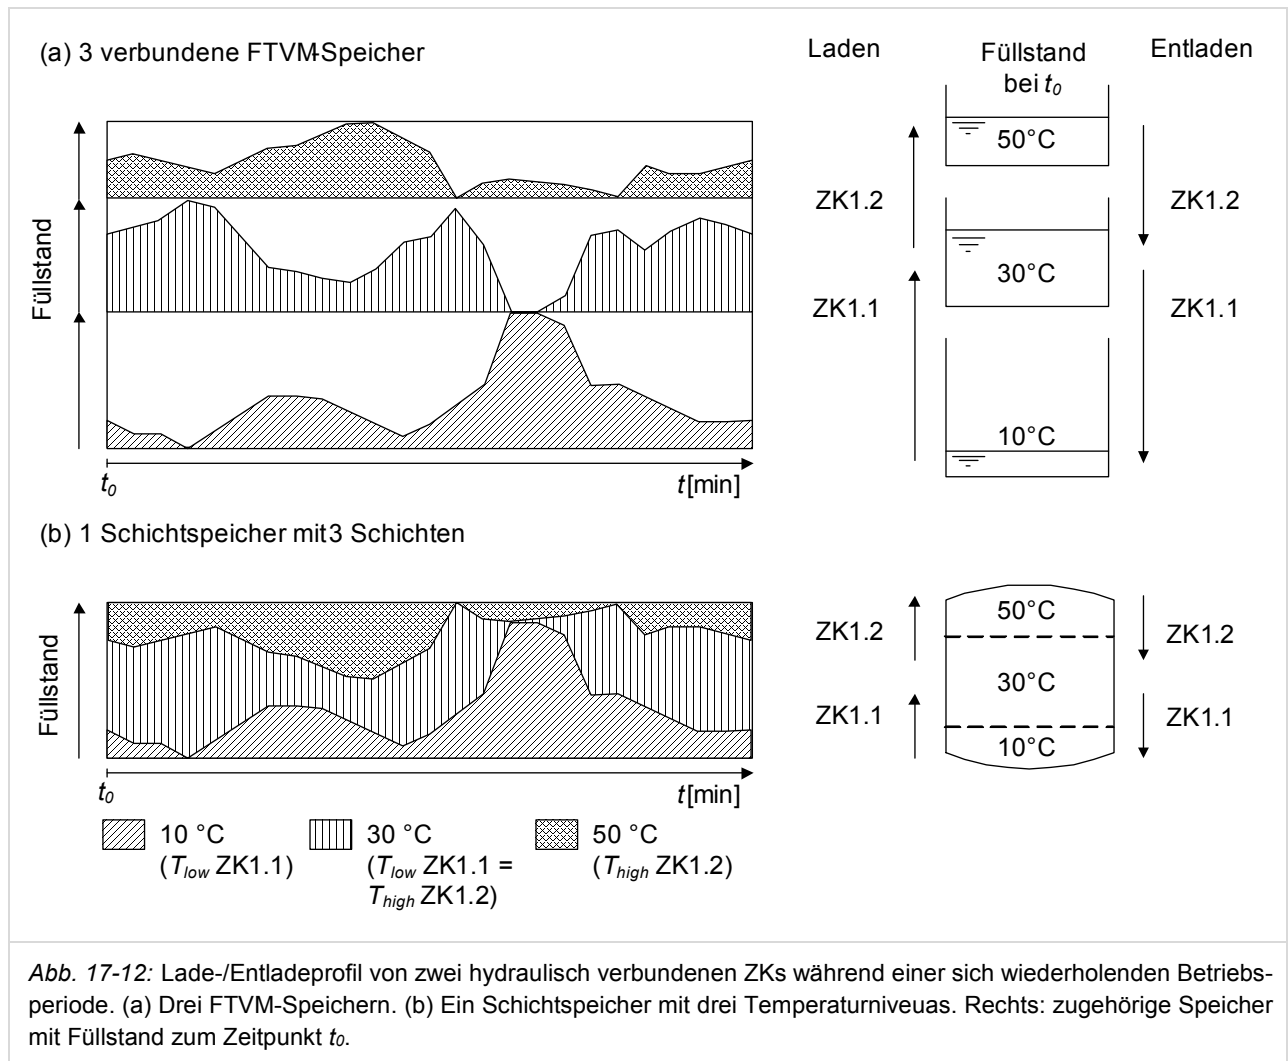 (a) 3 verbundene FTVM-Speicher
Laden
Füllstand
bei t0
Entladen
Füllstand
50°C
30°C
10°C
ZK1.2
ZK1.1
ZK1.2
ZK1.1
t0
t[min]
(b) 1 Schichtspeicher mit 3 Schichten
Füllstand
50°C
30°C
10°C
ZK1.2
ZK1.1
ZK1.2
ZK1.1
t0
t[min]
10 °C
(Tlow ZK1.1)
30 °C
(Tlow ZK1.1 =
Thigh ZK1.2)
50 °C
(Thigh ZK1.2)
Abb. 17-12: Lade-/Entladeprofil von zwei hydraulisch verbundenen ZKs während einer sich wiederholenden Betriebs-
periode. (a) Drei FTVM-Speichern. (b) Ein Schichtspeicher mit drei Temperaturniveuas. Rechts: zugehörige Speicher
mit Füllstand zum Zeitpunkt t0.